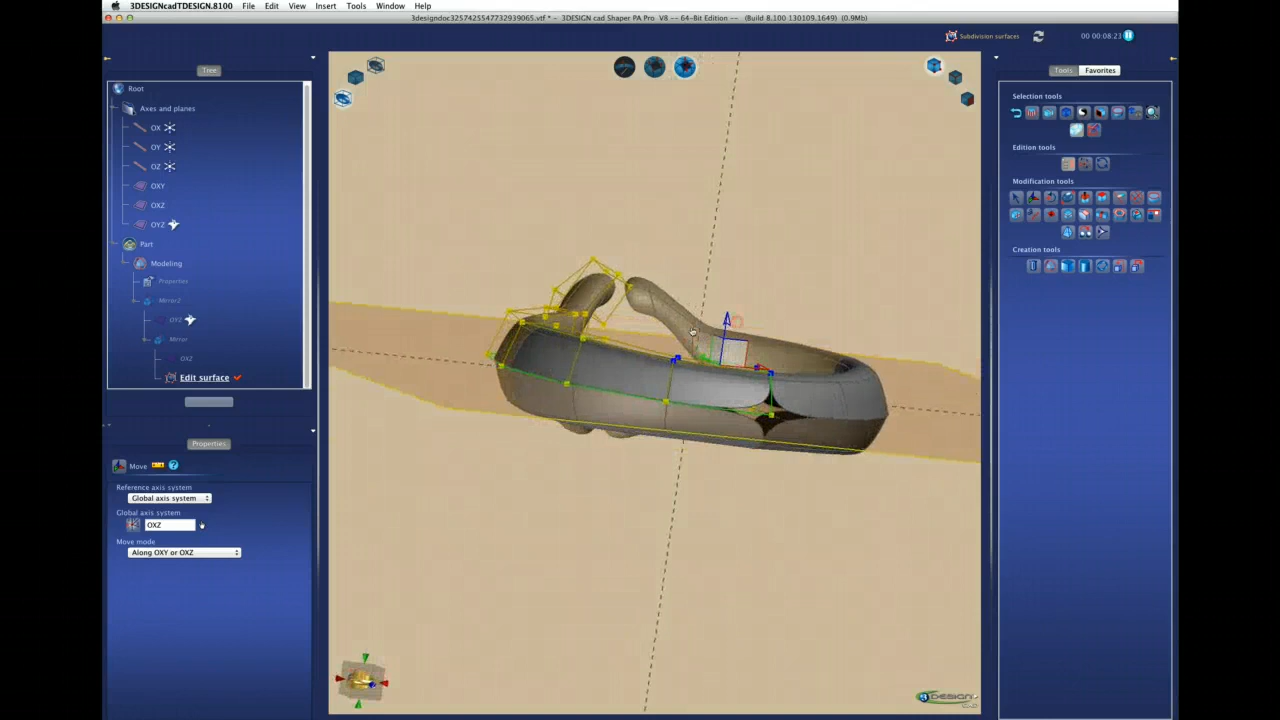 3DESIGNcadTDESIGN.8100 File Edit View Insert Tools Window Help
3designdoc3257425547732939065.vtf * - 3DESIGN cad Shaper PA Pro V8 -- 64-Bit Edition -- (Build 8.100 130109.1649) (0.9Mb)
Subdivision surfaces
00 00:08:23
Tree
Root
Axes and planes
OX
OY
OZ
OXY
OXZ
OYZ
Part
Modeling
Properties
Mirror2
OYZ
Mirror
OXZ
Edit surface
Properties
Move
Reference axis system
Global axis system
Global axis system
OXZ
Move mode
Along OXY or OXZ
Tools Favorites
Selection tools
Edition tools
Modification tools
Creation tools
3DESIGN